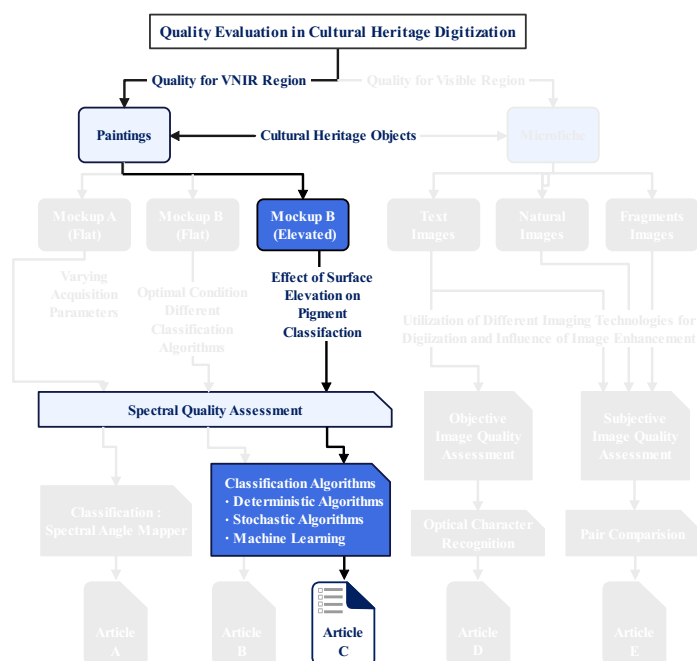 Quality Evaluation in Cultural Heritage Digitization
Quality for VNIR Region
Quality for Visible Region
Paintings
Cultural Heritage Objects
Microfiche
Mockup A
(Flat)
Mockup B
(Flat)
Mockup B
(Elevated)
Text
Images
Natural
Images
Fragments
Images
Varying
Acquisition
Parameters
Optimal Condition
Different
Classification
Algorithms
Effect of Surface
Elevation on
Pigment
Classifaction
Utilization of Different Imaging Technologies for
Digiization and Influence of Image Enhancement
Spectral Quality Assessment
Objective
Image Quality
Assessment
Subjective
Image Quality
Assessment
Classification :
Spectral Angle Mapper
Classification Algorithms
· Deterministic Algorithms
· Stochastic Algorithms
· Machine Learning
Optical Character
Recognition
Pair Comparision
Article
A
Article
B
Article
C
Article
D
Article
E